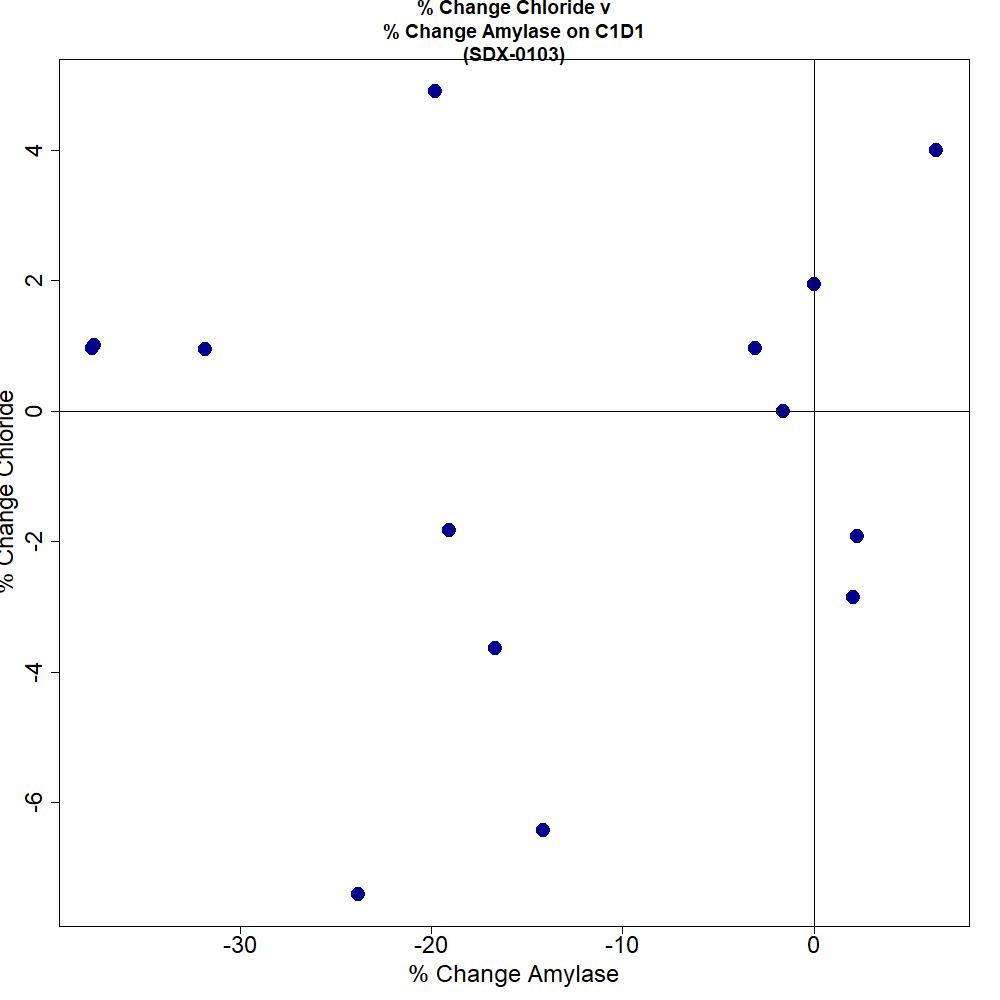 % Change Chloride v
% Change Amylase on C1D1
(SDX-0103)
% Change Chloride
4
2
0
-2
-4
-6
-30
-20
-10
0
% Change Amylase